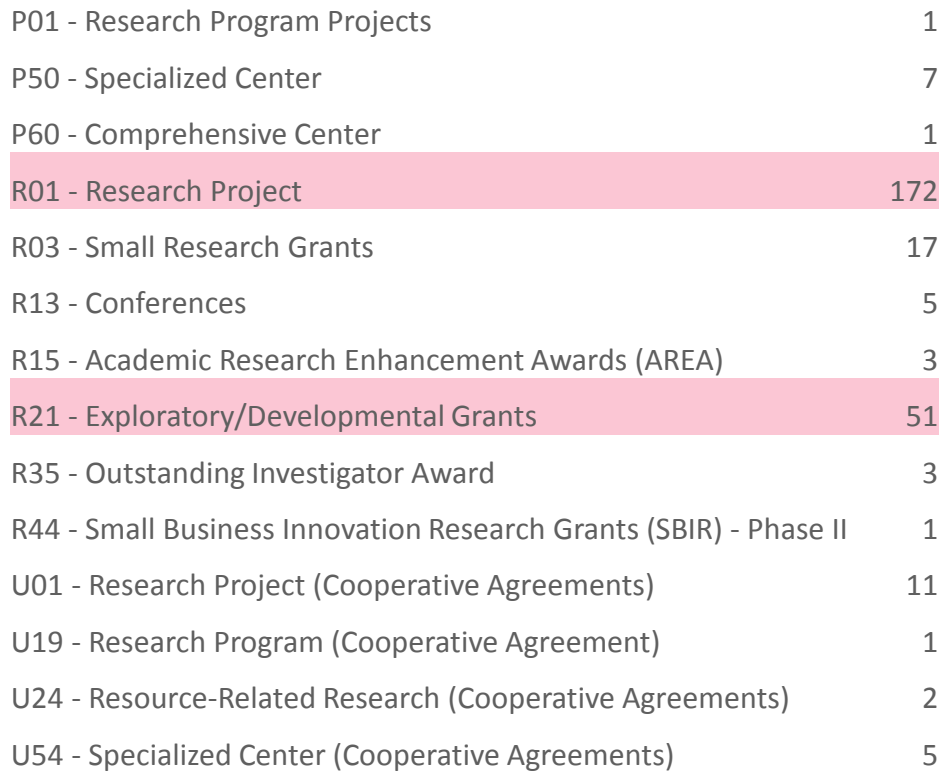 P01 - Research Program Projects 1
P50 - Specialized Center 7
P60 - Comprehensive Center 1
R01 - Research Project 172
R03 - Small Research Grants 17
R13 - Conferences 5
R15 - Academic Research Enhancement Awards (AREA) 3
R21 - Exploratory/Developmental Grants 51
R35 - Outstanding Investigator Award 3
R44 - Small Business Innovation Research Grants (SBIR) - Phase II 1
U01 - Research Project (Cooperative Agreements) 11
U19 - Research Program (Cooperative Agreement) 1
U24 - Resource-Related Research (Cooperative Agreements) 2
U54 - Specialized Center (Cooperative Agreements) 5